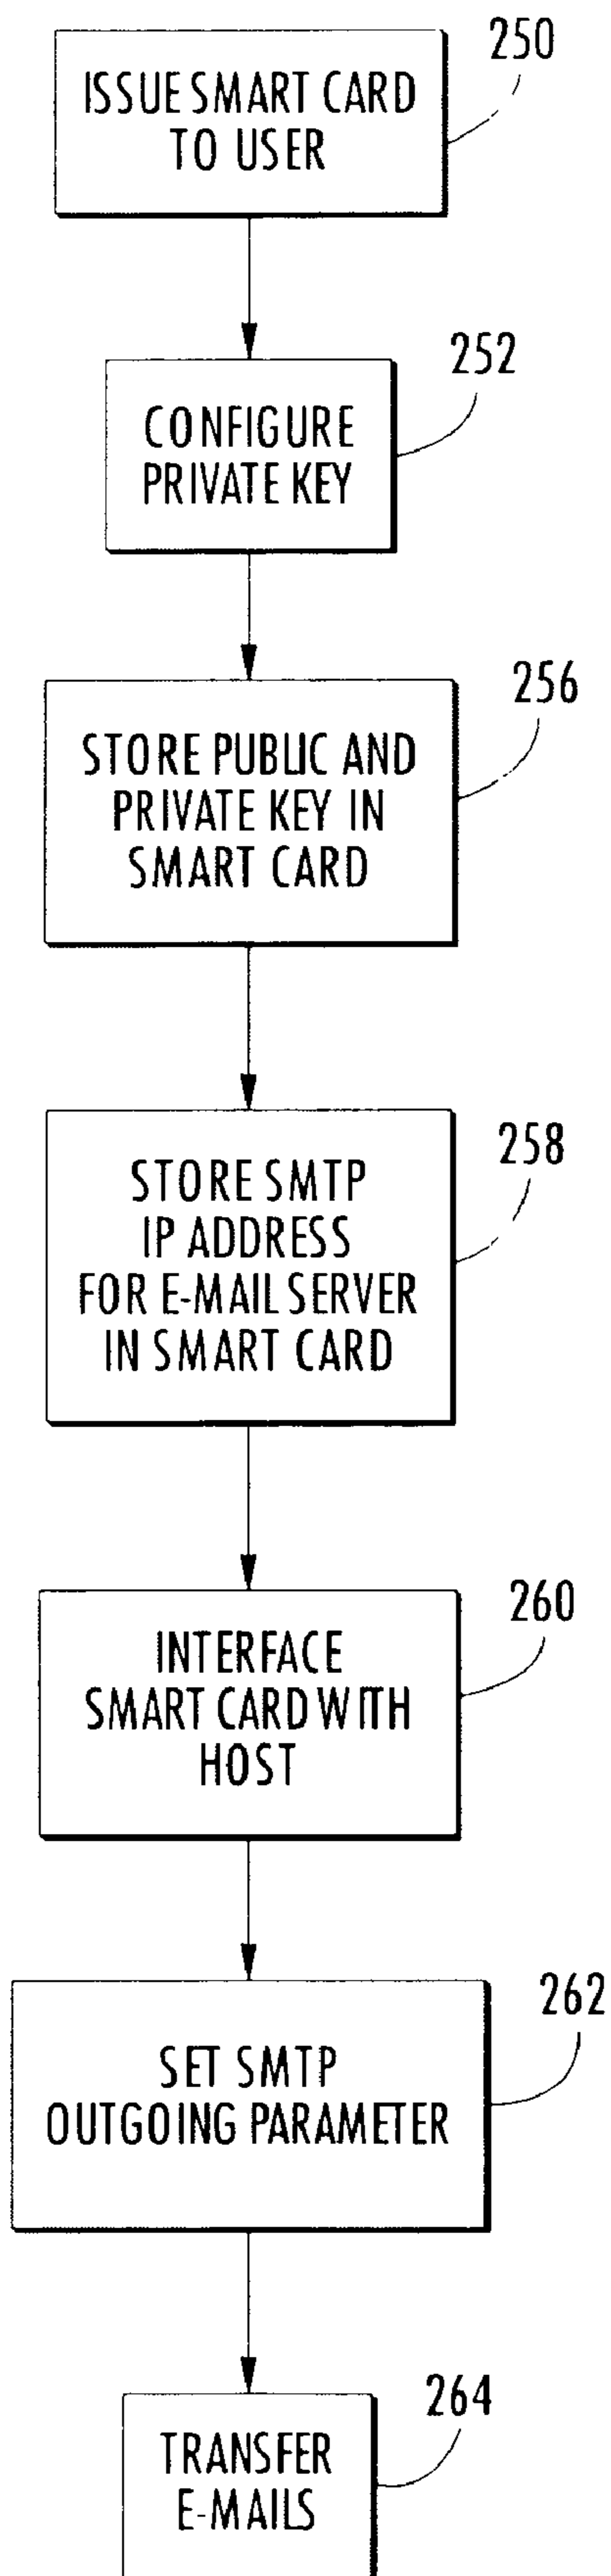 250
ISSUE SMART CARD
TO USER
252
CONFIGURE
PRIVATE KEY
256
STORE PUBLIC AND
PRIVATE KEY IN
SMART CARD
258
STORE SMTP
IP ADDRESS
FOR E-MAIL SERVER
IN SMART CARD
260
INTERFACE
SMART CARD WITH
HOST
262
SET SMTP
OUTGOING PARAMETER
264
TRANSFER
E-MAILS